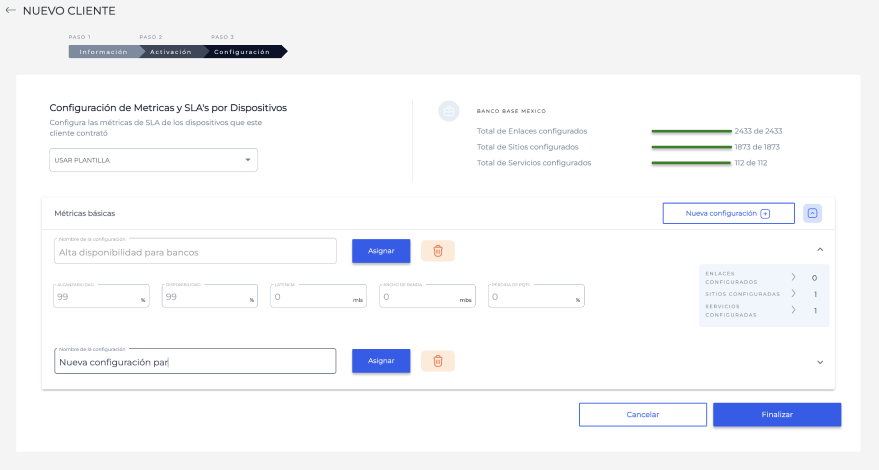 ← NUEVO CLIENTE
PASO 1 PASO 2 PASO 3
Información Activación Configuración
Configuración de Metricas y SLA's por Dispositivos
Configura las métricas de SLA de los dispositivos que este
cliente contrató
USAR PLANTILLA
BANCO BASE MEXICO
Total de Enlaces configurados 2433 de 2433
Total de Sitios configurados 1873 de 1873
Total de Servicios configurados 112 de 112
Métricas básicas
Nueva configuración
Nombre de la configuración
Alta disponibilidad para bancos
Asignar
ALCANZABILIDAD
99 %
DISPONIBILIDAD
99 %
LATENCIA
0 mls
ANCHO DE BANDA
0 mbs
PÉRDIDA DE PQTS
0 %
ENLACES
CONFIGURADOS 0
SITIOS CONFIGURADAS 1
SERVICIOS
CONFIGURADAS 1
Nombre de la configuración
Nueva configuración par
Asignar
Cancelar
Finalizar